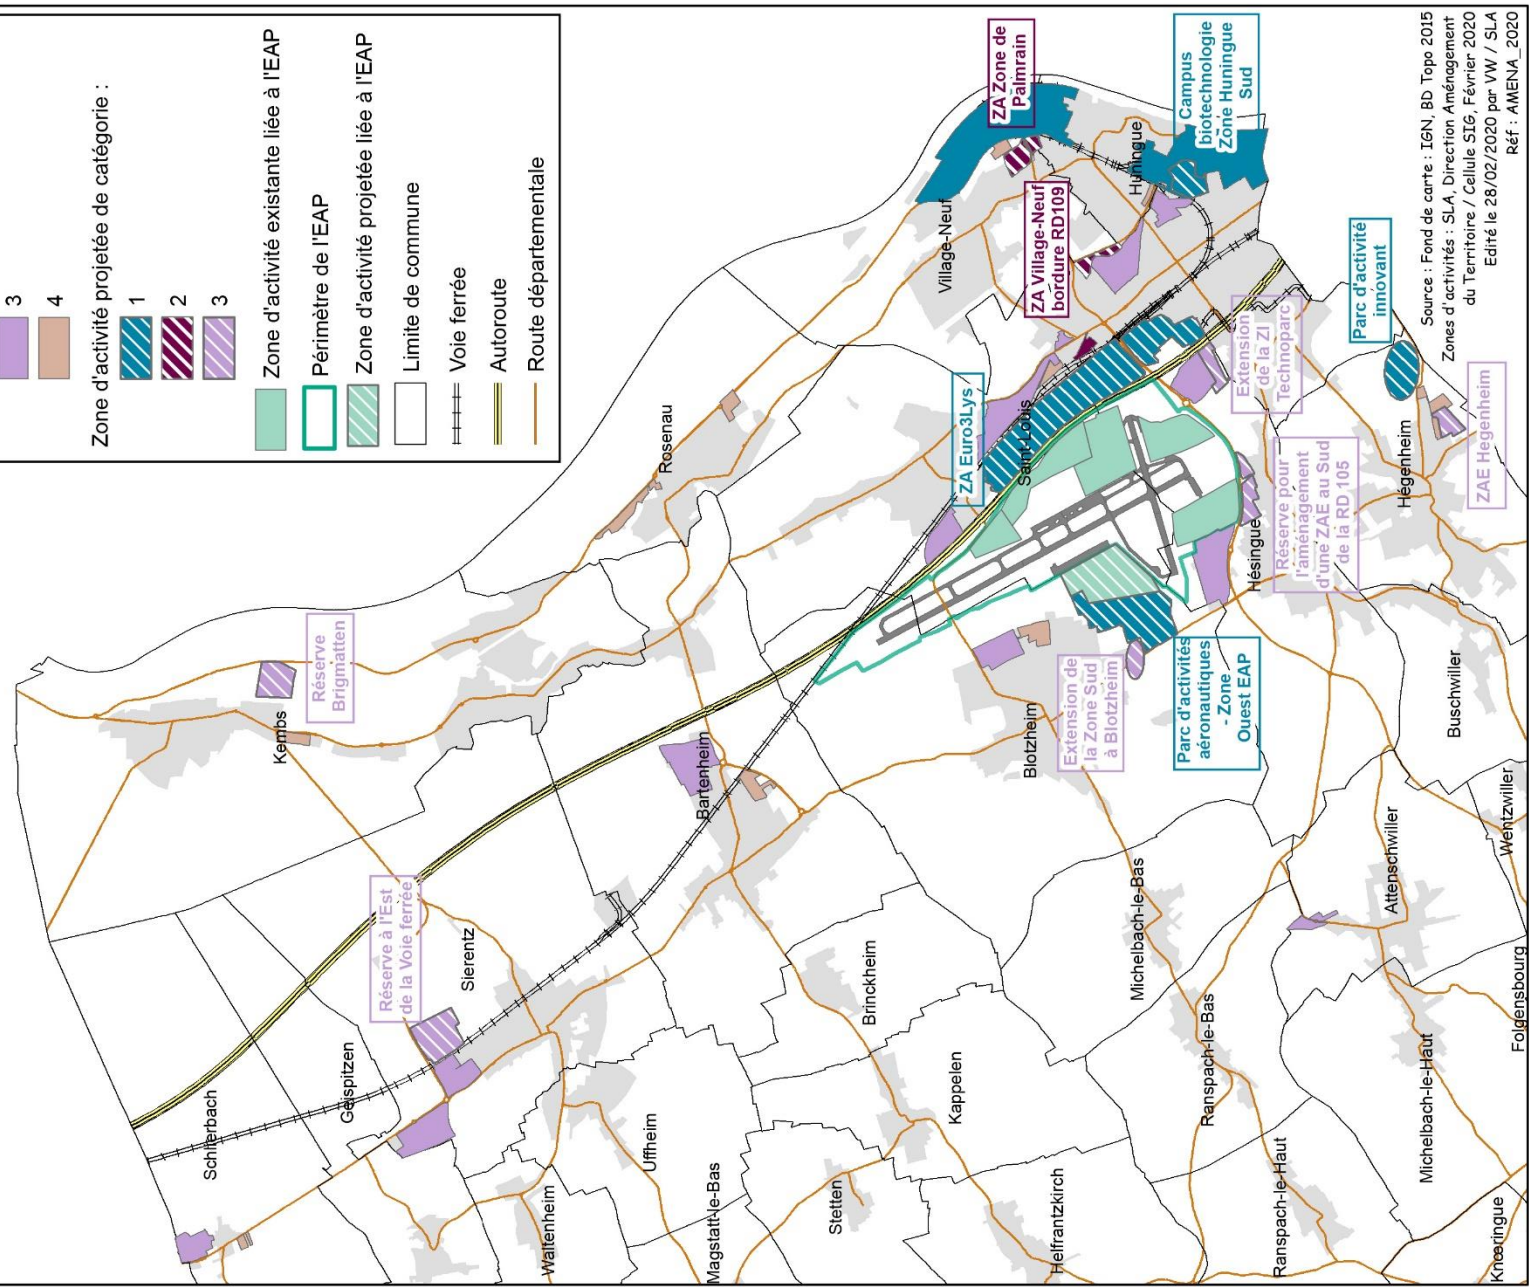 3
4
Zone d'activité projetée de catégorie :
1
2
3
Zone d'activité existante liée à l'EAP
Périmètre de l'EAP
Zone d'activité projetée liée à l'EAP
Limite de commune
Voie ferrée
Autoroute
Route départementale
Schlierbach
Geispitzen
Waltenheim
Uffheim
Magstatt-le-Bas
Stetten
Kappelen
Helfrantzkirch
Brinckheim
Sierentz
Réserve à l'Est
de la Voie ferrée
Kembs
Réserve
Brigmatten
Bartenheim
Rosenau
Village-Neuf
ZA Zone de
Palmrain
Huningue
Campus
biotechnologie
Zone Huningue
Sud
ZA Village-Neuf
bordure RD109
ZA Euro3Lys
Saint-Louis
Extension
de la ZI
Technoparc
Parc d'activité
innovant
Hégenheim
ZAE Hegenheim
Hésingue
Réserve pour
l'aménagement
d'une ZAE au Sud
de la RD 105
Blotzheim
Extension de
la Zone Sud
à Blotzheim
Parc d'activités
aéronautiques
- Zone
Ouest EAP
Buschwiller
Wentzwiller
Attenschwiller
Folgensbourg
Michelbach-le-Bas
Ranspach-le-Bas
Michelbach-le-Haut
Ranspach-le-Haut
Knœringue
Source : Fond de carte : IGN, BD Topo 2015
Zones d'activités : SLA, Direction Aménagement
du Territoire / Cellule SIG, Février 2020
Edité le 28/02/2020 par VW / SLA
Réf : AMENA_2020